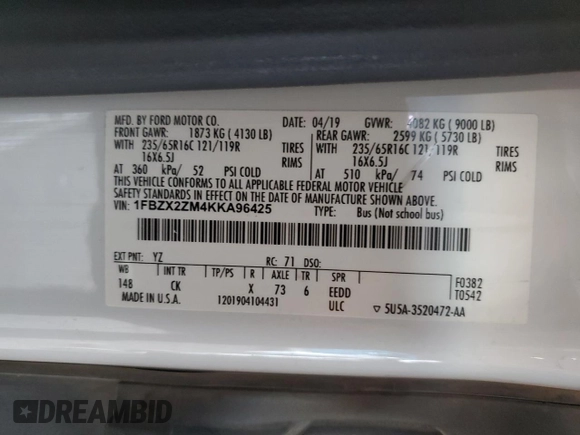 MFD. BY FORD MOTOR CO. DATE: 04/19 GVWR: 4082 KG ( 9000 LB)
FRONT GAWR: 1873 KG ( 4130 LB) REAR GAWR: 2599 KG ( 5730 LB)
WITH 235/65R16C 121/119R TIRES WITH 235/65R16C 121/119R TIRES
16X6.5J RIMS 16X6.5J RIMS
AT 360 kPa/ 52 PSI COLD AT 510 kPa/ 74 PSI COLD
THIS VEHICLE CONFORMS TO ALL APPLICABLE FEDERAL MOTOR VEHICLE
SAFETY STANDARDS IN EFFECT ON THE DATE OF MANUFACTURE SHOWN ABOVE.
VIN: 1FBZX2ZM4KKA96425 TYPE: Bus (Not school bus)
EXT PNT: YZ RC: 71 DSO:
WB INT TR TP/PS R AXLE TR SPR F0382
148 CK X 73 6 EEDD T0542
MADE IN U.S.A. 1201904104431 ULC ▽ 5U5A-3520472-AA
DREAMBID